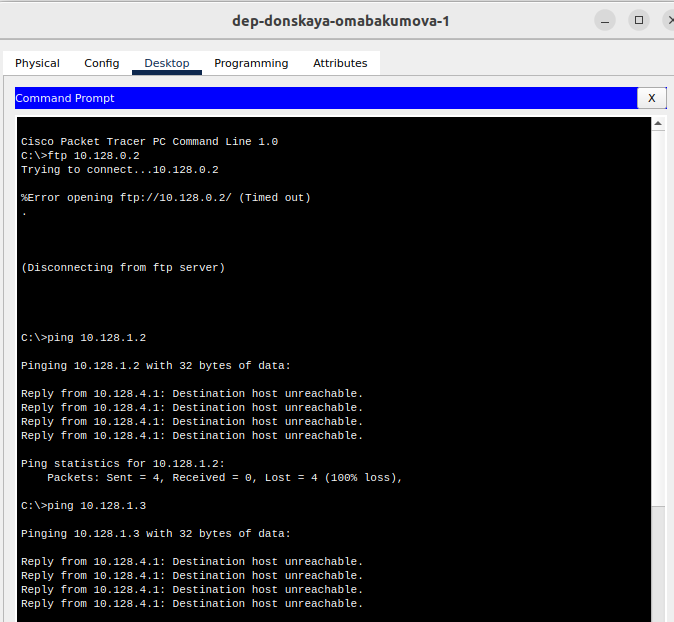 dep-donskaya-omabakumova-1
Physical Config Desktop Programming Attributes
Command Prompt X
Cisco Packet Tracer PC Command Line 1.0
C:\>ftp 10.128.0.2
Trying to connect...10.128.0.2
%Error opening ftp://10.128.0.2/ (Timed out)
.
(Disconnecting from ftp server)
C:\>ping 10.128.1.2
Pinging 10.128.1.2 with 32 bytes of data:
Reply from 10.128.4.1: Destination host unreachable.
Reply from 10.128.4.1: Destination host unreachable.
Reply from 10.128.4.1: Destination host unreachable.
Reply from 10.128.4.1: Destination host unreachable.
Ping statistics for 10.128.1.2:
    Packets: Sent = 4, Received = 0, Lost = 4 (100% loss),
C:\>ping 10.128.1.3
Pinging 10.128.1.3 with 32 bytes of data:
Reply from 10.128.4.1: Destination host unreachable.
Reply from 10.128.4.1: Destination host unreachable.
Reply from 10.128.4.1: Destination host unreachable.
Reply from 10.128.4.1: Destination host unreachable.